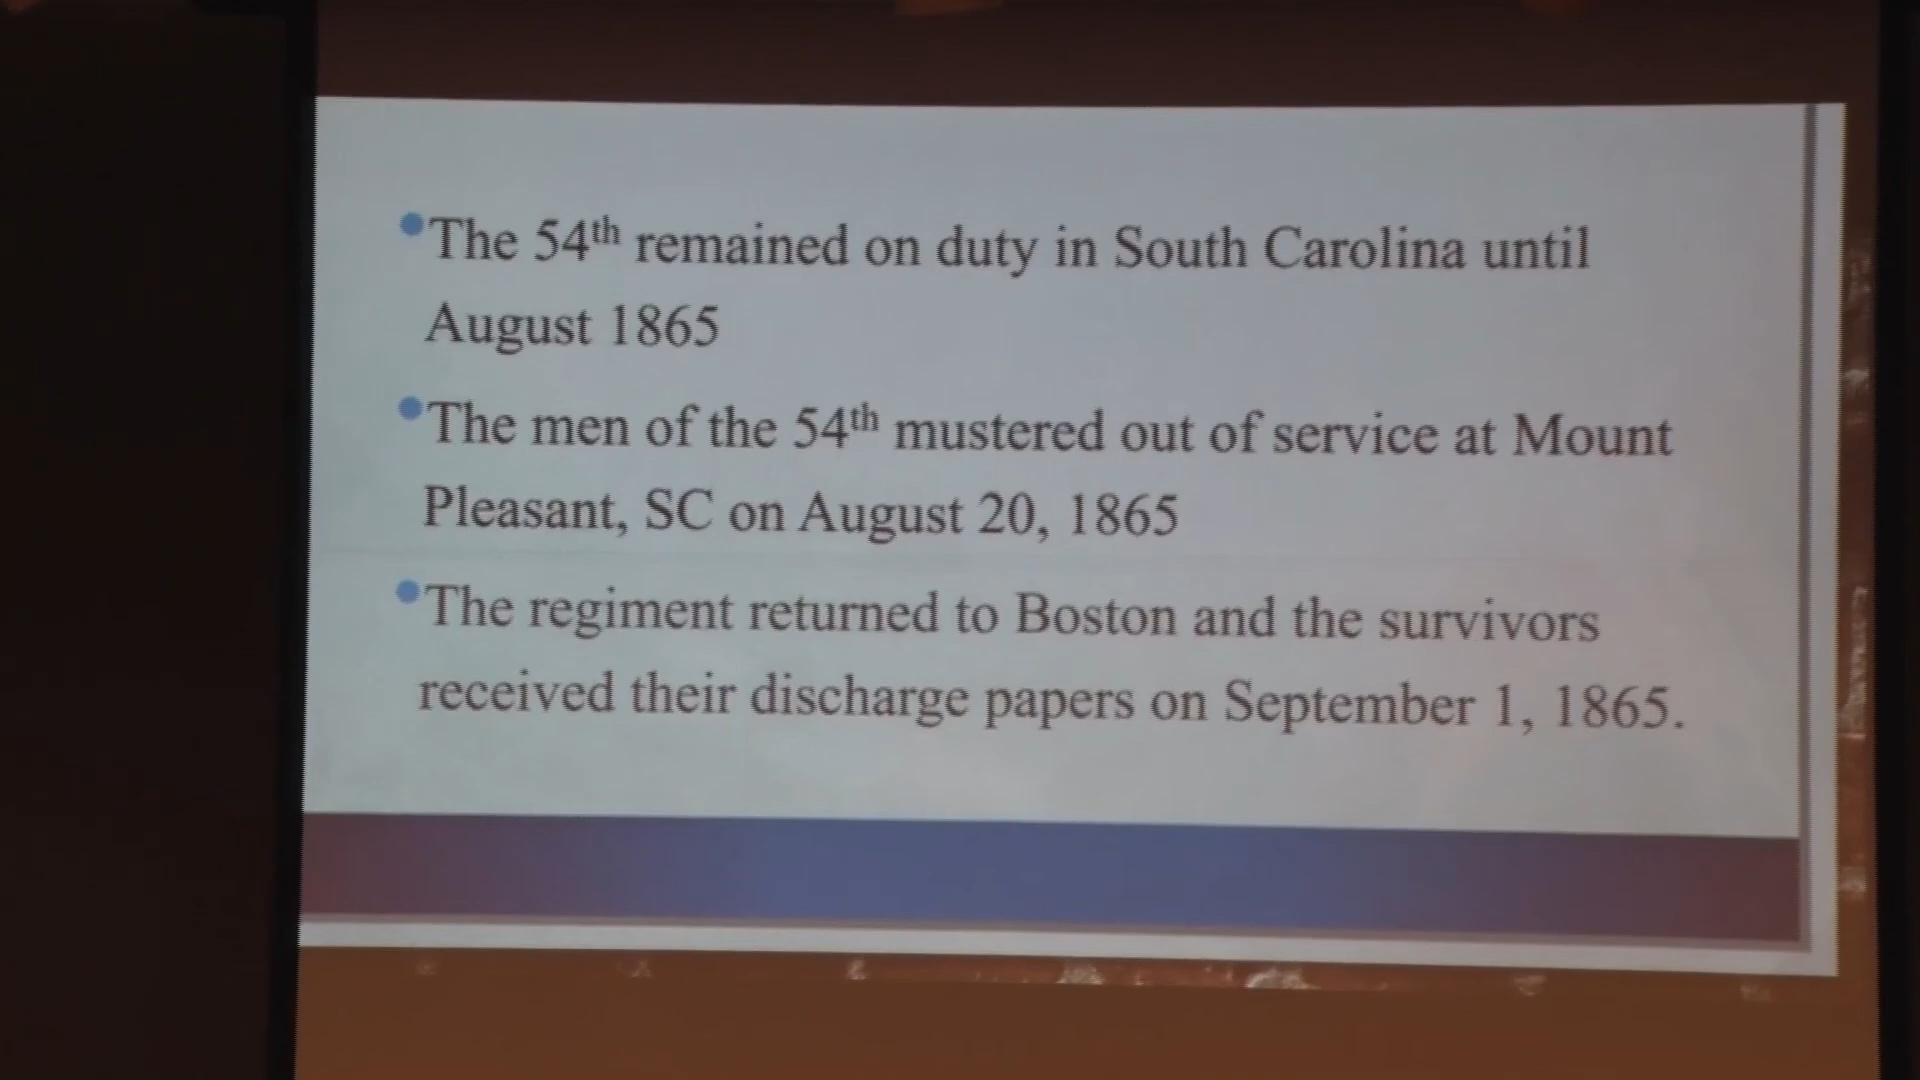 •The 54th remained on duty in South Carolina until
August 1865
•The men of the 54th mustered out of service at Mount
Pleasant, SC on August 20, 1865
•The regiment returned to Boston and the survivors
received their discharge papers on September 1, 1865.